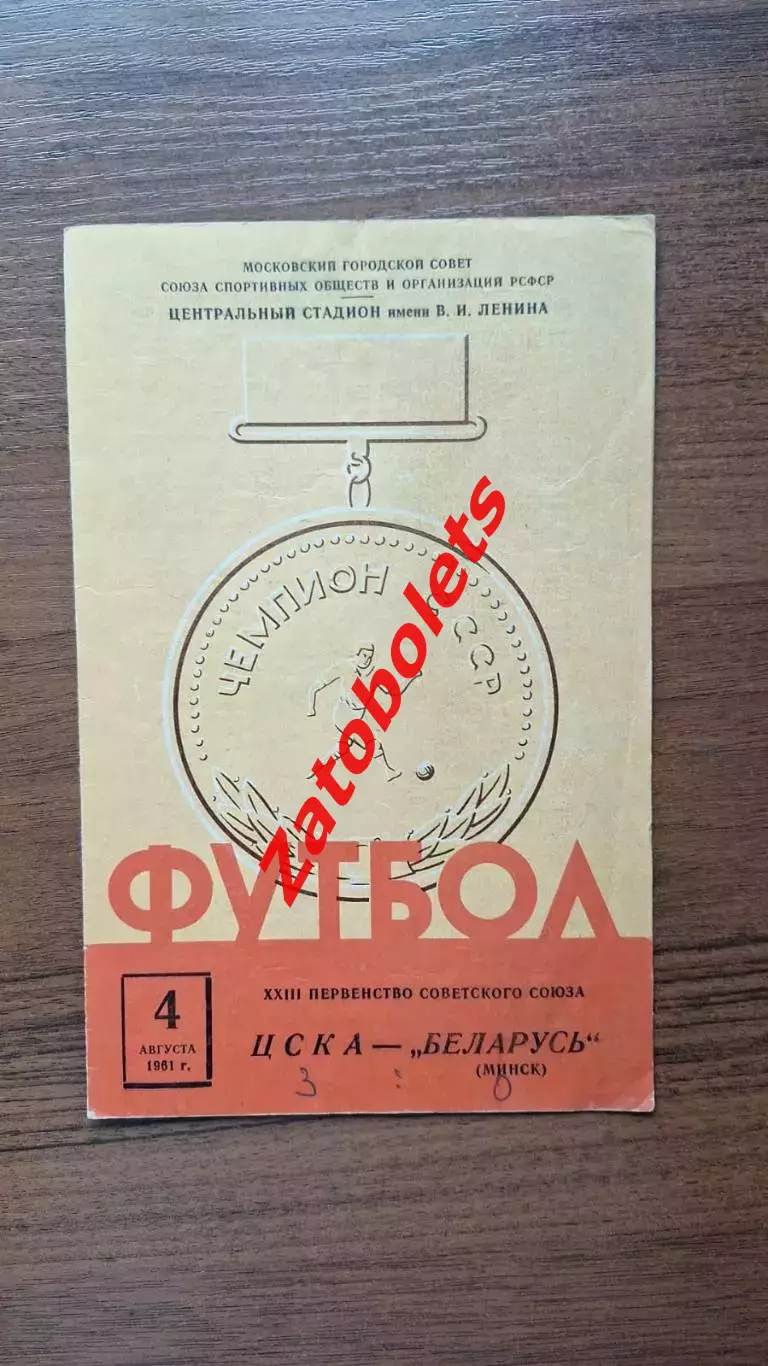 МОСКОВСКИЙ ГОРОДСКОЙ СОВЕТ
СОЮЗА СПОРТИВНЫХ ОБЩЕСТВ И ОРГАНИЗАЦИЙ РСФСР
ЦЕНТРАЛЬНЫЙ СТАДИОН имени В. И. ЛЕНИНА
ЧЕМПИОН СССР
Zatobolets
ФУТБОЛ
4
АВГУСТА
1961 г.
XXIII ПЕРВЕНСТВО СОВЕТСКОГО СОЮЗА
ЦСКА — „БЕЛАРУСЬ“
(МИНСК)
3 : 0